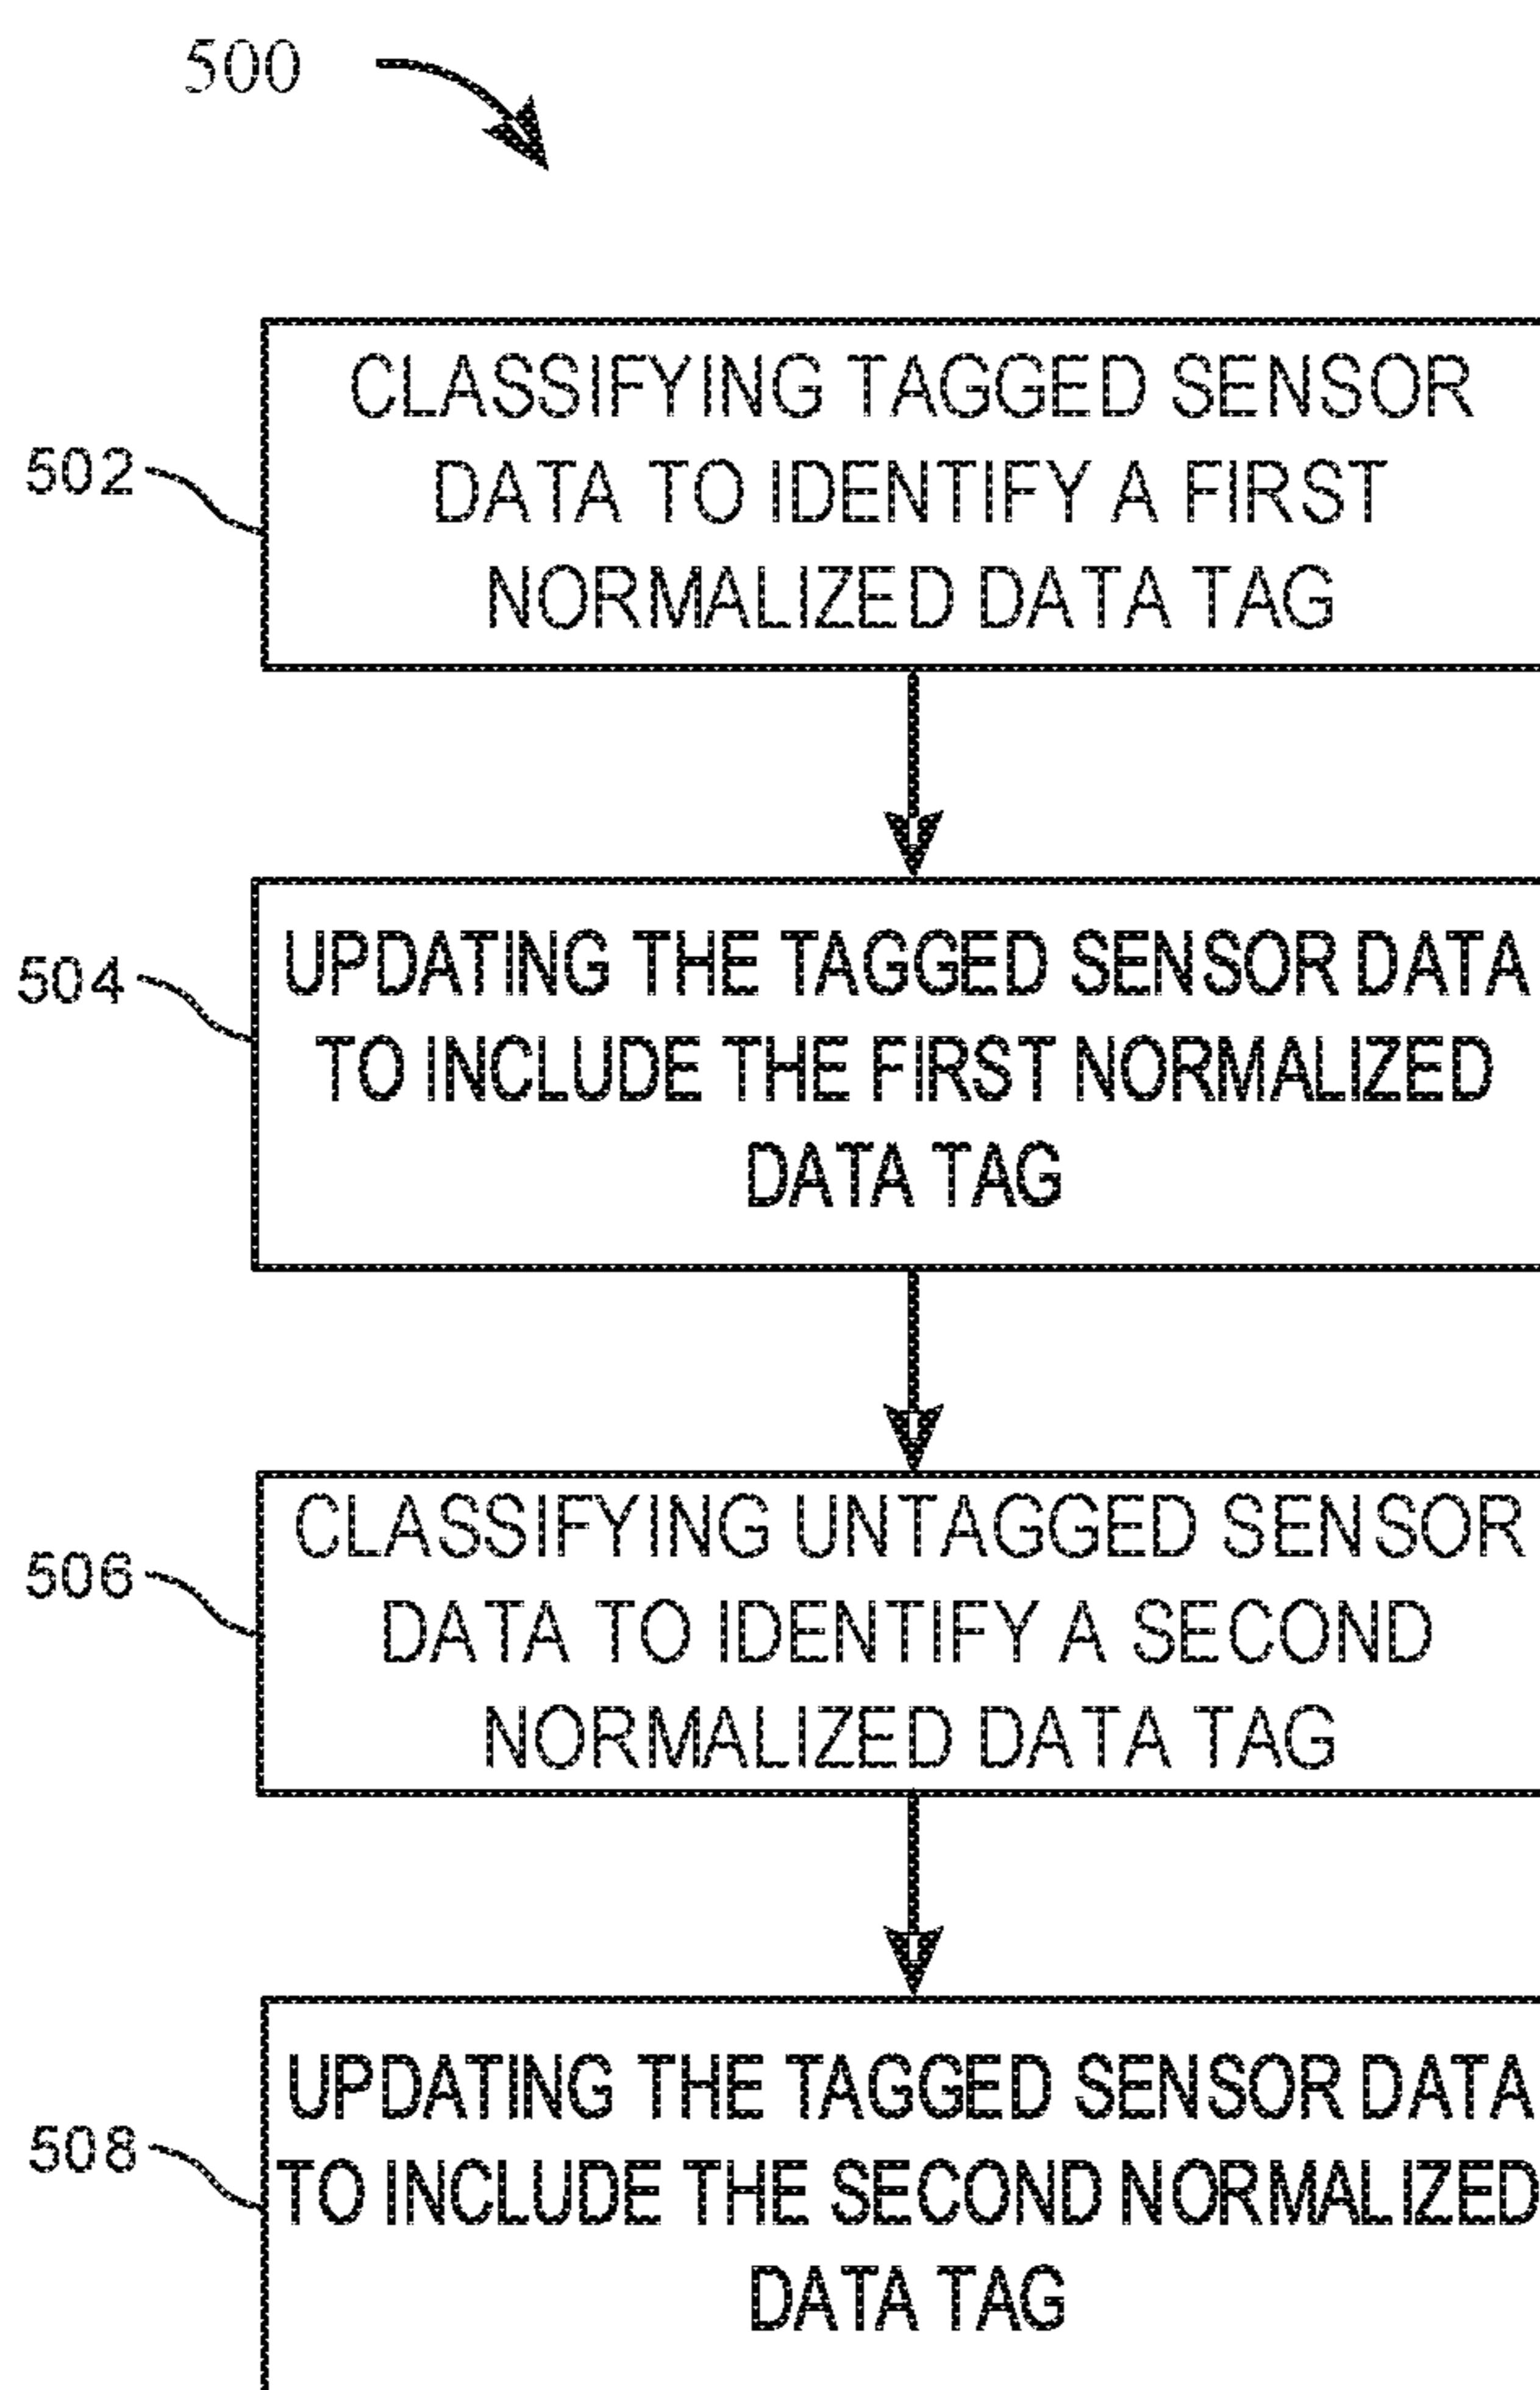 500
502
CLASSIFYING TAGGED SENSOR
DATA TO IDENTIFY A FIRST
NORMALIZED DATA TAG
504
UPDATING THE TAGGED SENSOR DATA
TO INCLUDE THE FIRST NORMALIZED
DATA TAG
506
CLASSIFYING UNTAGGED SENSOR
DATA TO IDENTIFY A SECOND
NORMALIZED DATA TAG
508
UPDATING THE TAGGED SENSOR DATA
TO INCLUDE THE SECOND NORMALIZED
DATA TAG